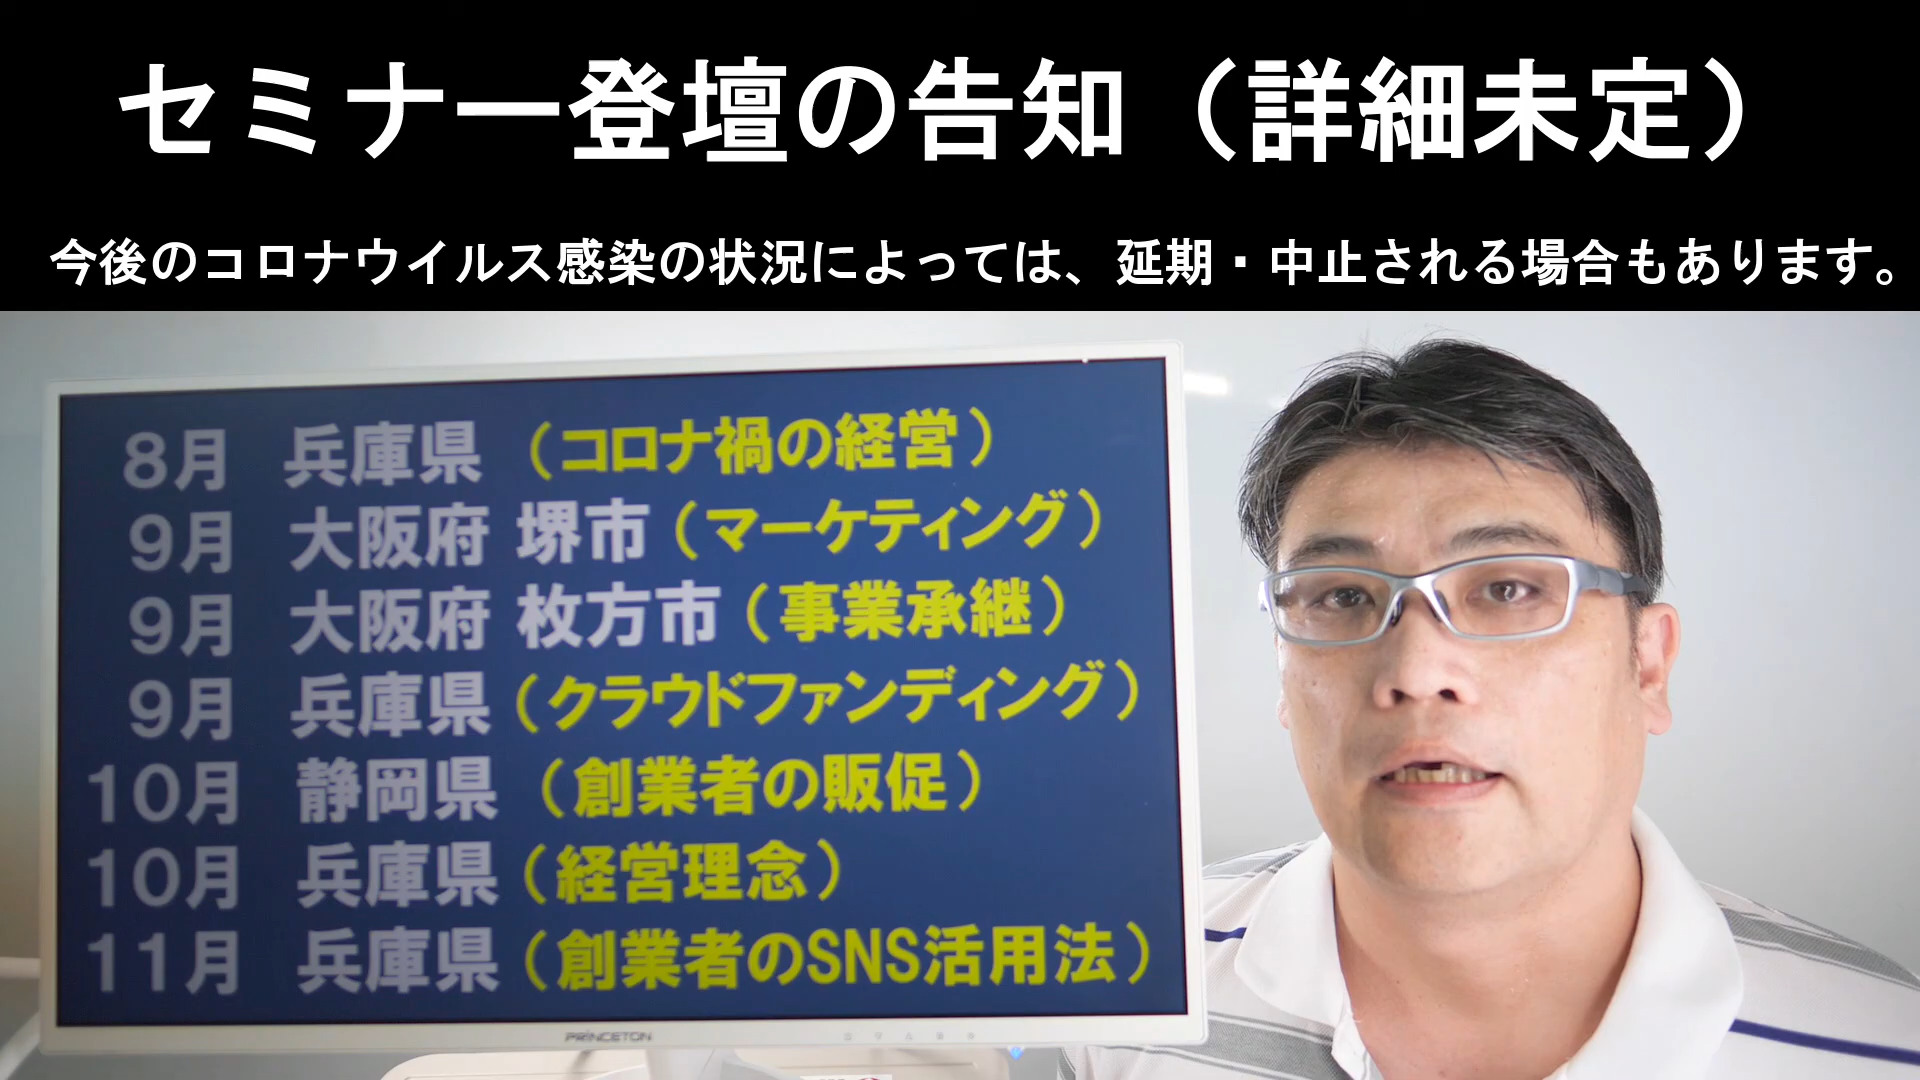 セミナー登壇の告知（詳細未定）
今後のコロナウイルス感染の状況によっては、延期・中止される場合もあります。
8月 兵庫県（コロナ禍の経営）
9月 大阪府 堺市（マーケティング）
9月 大阪府 枚方市（事業承継）
9月 兵庫県（クラウドファンディング）
10月 静岡県（創業者の販促）
10月 兵庫県（経営理念）
11月 兵庫県（創業者のSNS活用法）
PRINCETON